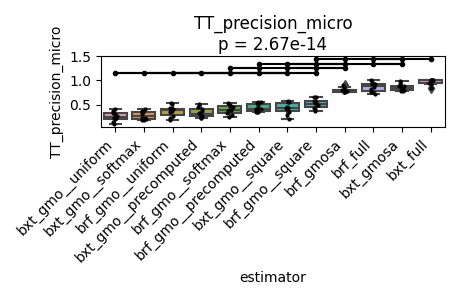 TT_precision_micro
p = 2.67e-14
TT_precision_micro
1.5
1.0
0.5
bxt_gmo__uniform
bxt_gmo__softmax
brf_gmo__uniform
bxt_gmo__precomputed
brf_gmo__softmax
brf_gmo__precomputed
bxt_gmo__square
brf_gmo__square
brf_gmosa
brf_full
bxt_gmosa
bxt_full
estimator